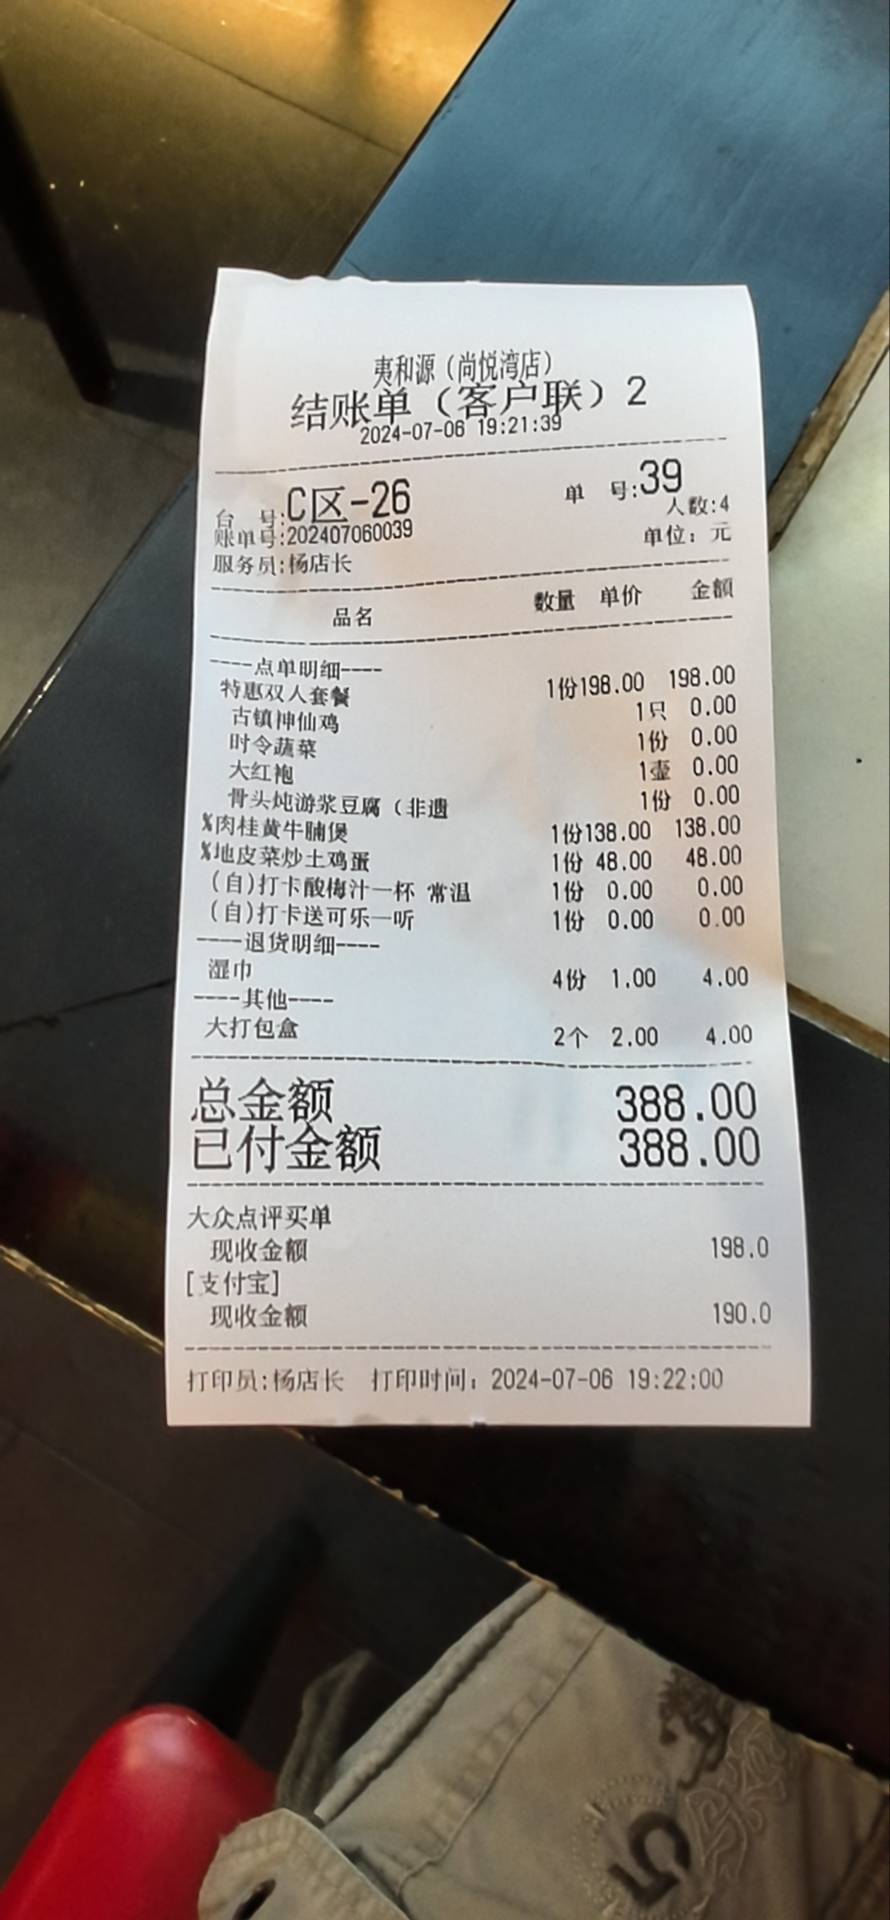 夷和源（尚悦湾店）
结账单（客户联）2
2024-07-06 19:21:39
台 号:C区-26 单 号:39
人数:4
账单号:202407060039 单位：元
服务员:杨店长
品名 数量 单价 金额
----点单明细----
特惠双人套餐 1份198.00 198.00
古镇神仙鸡 1只 0.00
时令蔬菜 1份 0.00
大红袍 1壶 0.00
骨头炖游浆豆腐（非遗 1份 0.00
%肉桂黄牛腩煲 1份138.00 138.00
%地皮菜炒土鸡蛋 1份 48.00 48.00
(自)打卡酸梅汁一杯 常温 1份 0.00 0.00
(自)打卡送可乐一听 1份 0.00 0.00
----退货明细----
湿巾 4份 1.00 4.00
----其他----
大打包盒 2个 2.00 4.00
总金额 388.00
已付金额 388.00
大众点评买单
现收金额 198.0
[支付宝]
现收金额 190.0
打印员:杨店长 打印时间：2024-07-06 19:22:00
5